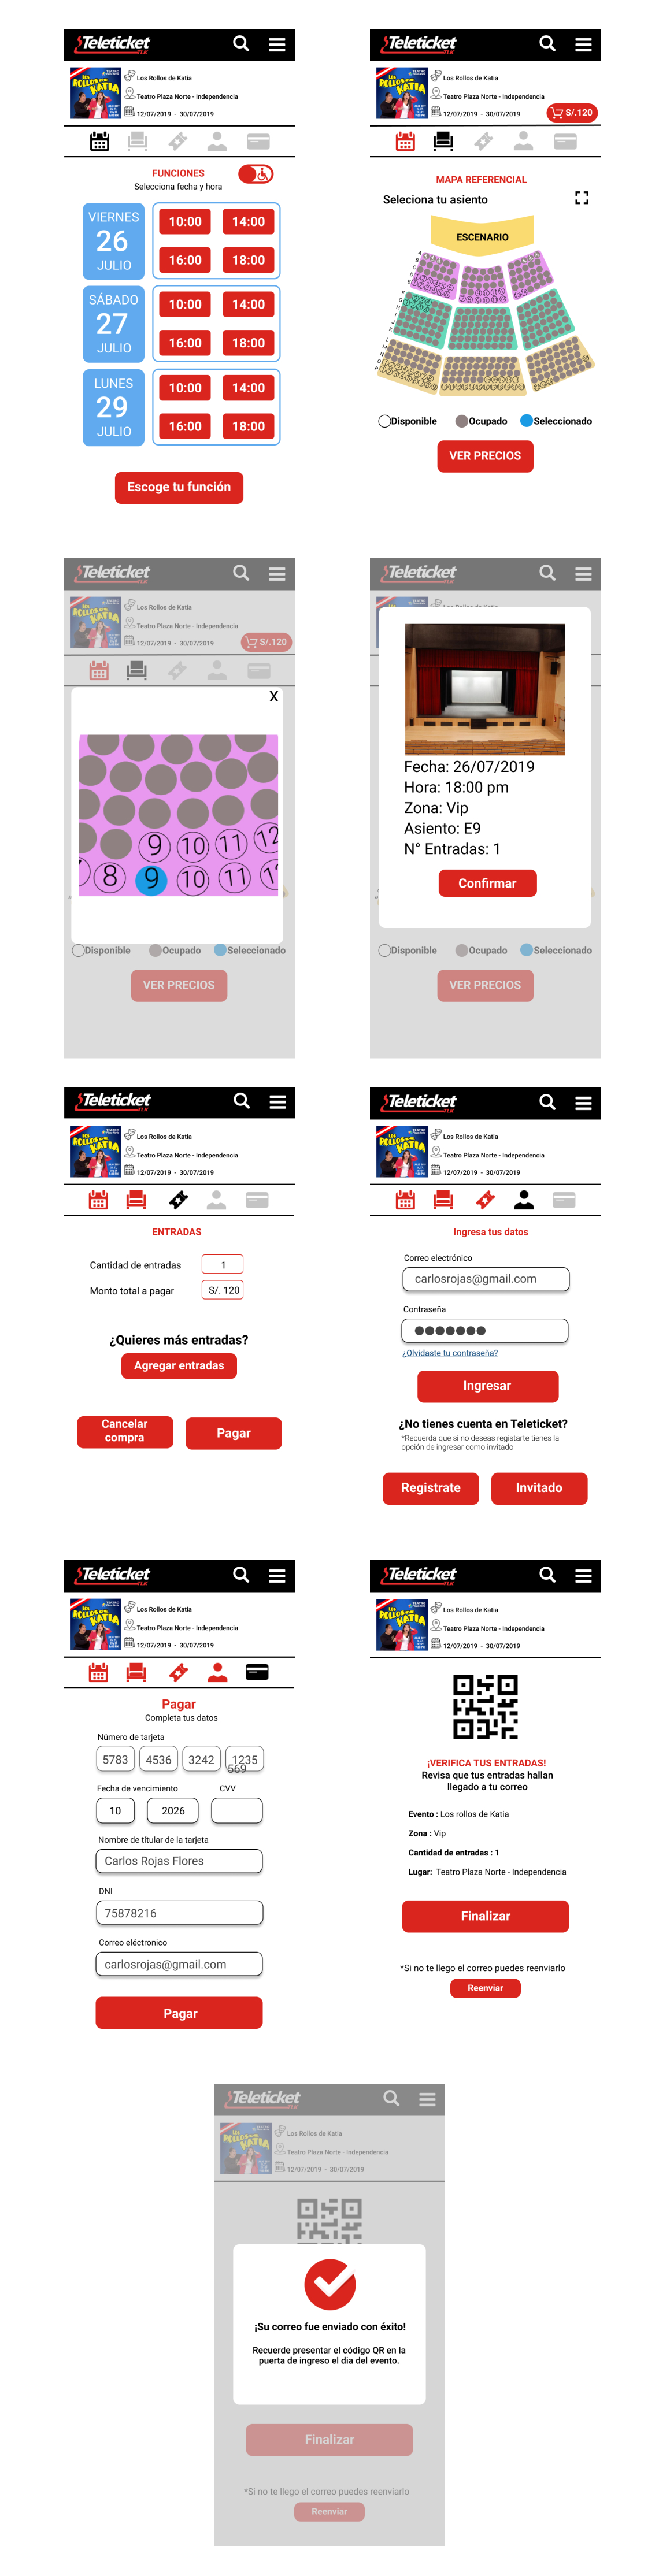 Teleticket
Los Rollos de Katia
Teatro Plaza Norte - Independencia
12/07/2019 - 30/07/2019
FUNCIONES
Selecciona fecha y hora
VIERNES
26
JULIO
10:00 14:00
16:00 18:00
SÁBADO
27
JULIO
10:00 14:00
16:00 18:00
LUNES
29
JULIO
10:00 14:00
16:00 18:00
Escoge tu función
Teleticket
Los Rollos de Katia
Teatro Plaza Norte - Independencia
12/07/2019 - 30/07/2019
S/.120
MAPA REFERENCIAL
Seleciona tu asiento
ESCENARIO
Disponible Ocupado Seleccionado
VER PRECIOS
Teleticket
Los Rollos de Katia
Teatro Plaza Norte - Independencia
12/07/2019 - 30/07/2019
S/.120
X
9 10 11 12
8 9 10 11
Disponible Ocupado Seleccionado
VER PRECIOS
Teleticket
Fecha: 26/07/2019
Hora: 18:00 pm
Zona: Vip
Asiento: E9
N° Entradas: 1
Confirmar
Disponible Ocupado Seleccionado
VER PRECIOS
Teleticket
Los Rollos de Katia
Teatro Plaza Norte - Independencia
12/07/2019 - 30/07/2019
ENTRADAS
Cantidad de entradas 1
Monto total a pagar S/. 120
¿Quieres más entradas?
Agregar entradas
Cancelar
compra
Pagar
Teleticket
Los Rollos de Katia
Teatro Plaza Norte - Independencia
12/07/2019 - 30/07/2019
Ingresa tus datos
Correo electrónico
carlosrojas@gmail.com
Contraseña
¿Olvidaste tu contraseña?
Ingresar
¿No tienes cuenta en Teleticket?
*Recuerda que si no deseas registarte tienes la
opción de ingresar como invitado
Registrate Invitado
Teleticket
Los Rollos de Katia
Teatro Plaza Norte - Independencia
12/07/2019 - 30/07/2019
Pagar
Completa tu datos
Número de tarjeta
5783 4536 3242 1235
569
Fecha de vencimiento CVV
10 2026
Nombre de títular de la tarjeta
Carlos Rojas Flores
DNI
75878216
Correo eléctronico
carlosrojas@gmail.com
Pagar
Teleticket
Los Rollos de Katia
Teatro Plaza Norte - Independencia
12/07/2019 - 30/07/2019
¡VERIFICA TUS ENTRADAS!
Revisa que tus entradas hallan
llegado a tu correo
Evento : Los rollos de Katia
Zona : Vip
Cantidad de entradas : 1
Lugar: Teatro Plaza Norte - Independencia
Finalizar
*Si no te llego el correo puedes reenviarlo
Reenviar
Teleticket
Los Rollos de Katia
Teatro Plaza Norte - Independencia
12/07/2019 - 30/07/2019
¡Su correo fue enviado con éxito!
Recuerde presentar el código QR en la
puerta de ingreso el dia del evento.
Finalizar
*Si no te llego el correo puedes reenviarlo
Reenviar